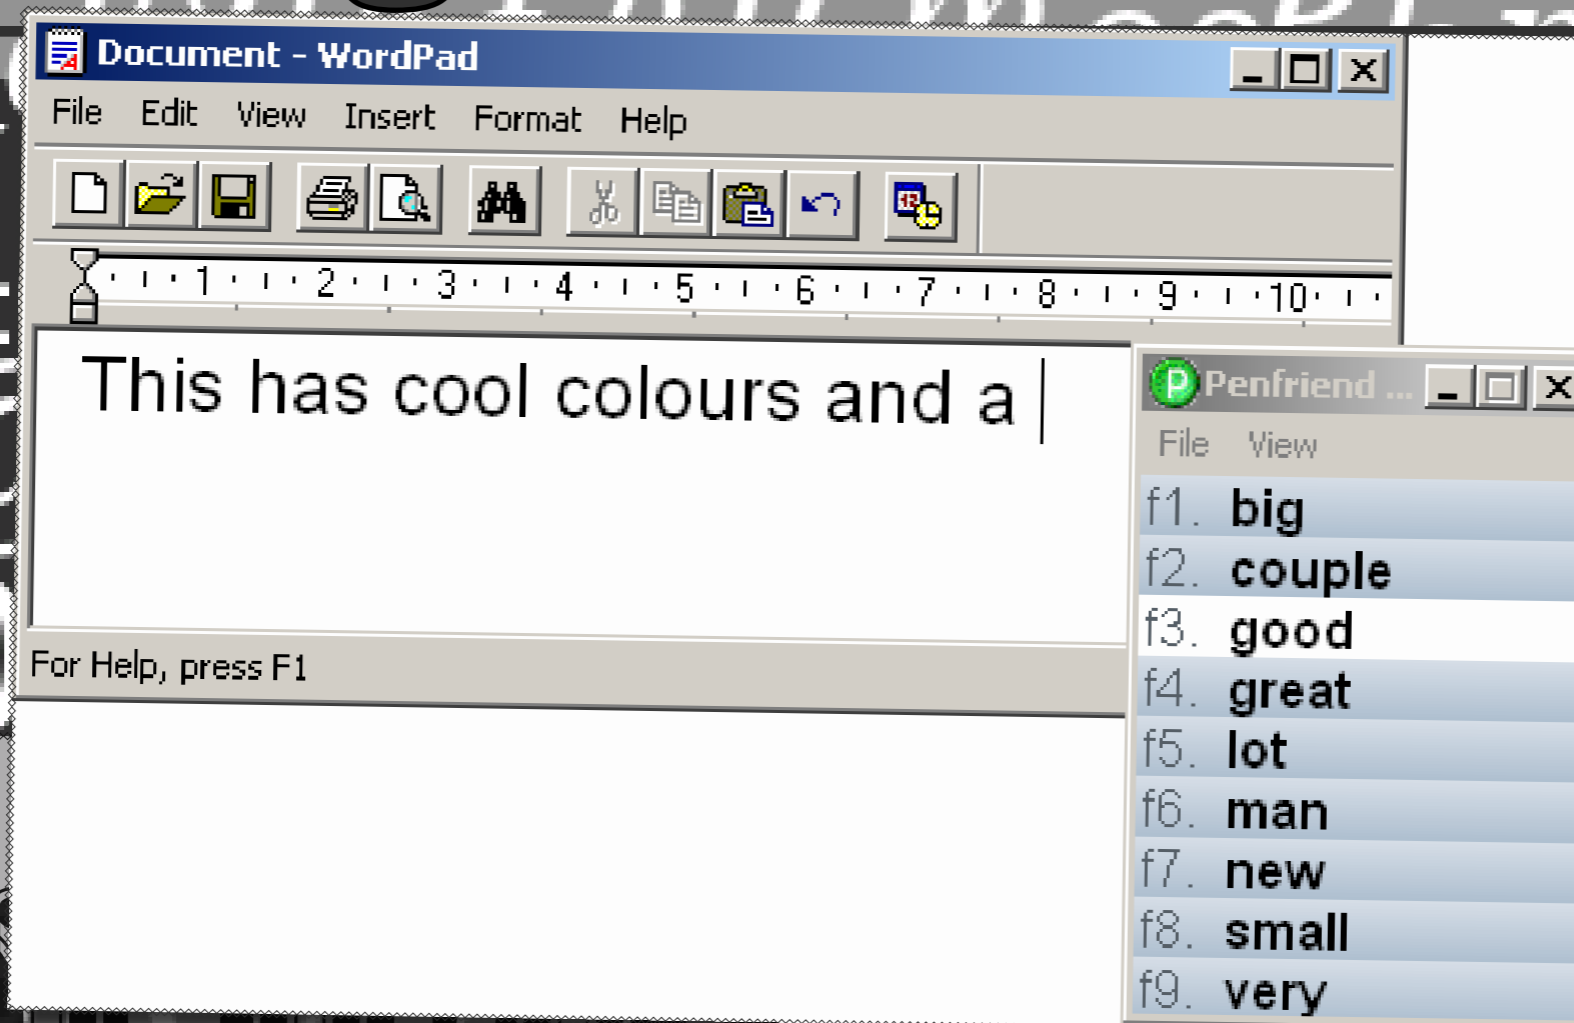 Document - WordPad
File Edit View Insert Format Help
12
1 2 3 4 5 6 7 8 9 10
This has cool colours and a
For Help, press F1
P Penfriend ...
File View
f1. big
f2. couple
f3. good
f4. great
f5. lot
f6. man
f7. new
f8. small
f9. very